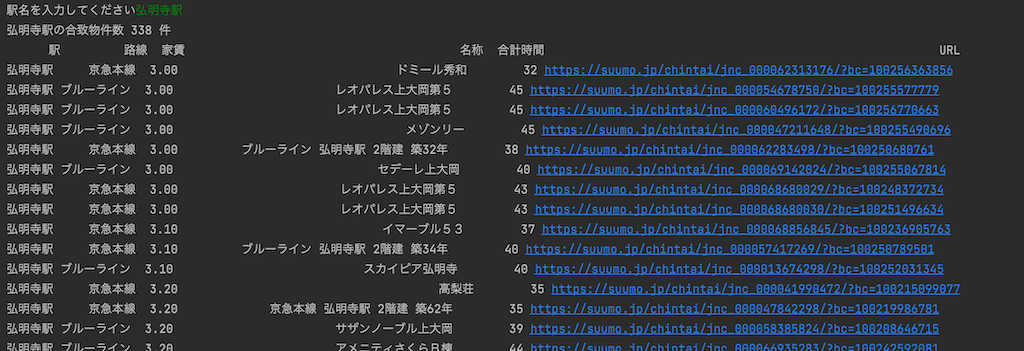 駅名を入力してください弘明寺駅
弘明寺駅の合致物件数 338 件
駅 路線 家賃 名称 合計時間 URL
弘明寺駅 京急本線 3.00 ドミール秀和 32 https://suumo.jp/chintai/jnc_000062313176/?bc=100256363856
弘明寺駅 ブルーライン 3.00 レオパレス上大岡第５ 45 https://suumo.jp/chintai/jnc_000054678750/?bc=100255577779
弘明寺駅 ブルーライン 3.00 レオパレス上大岡第５ 45 https://suumo.jp/chintai/jnc_000060496172/?bc=100256770663
弘明寺駅 ブルーライン 3.00 メゾンリー 45 https://suumo.jp/chintai/jnc_000047211648/?bc=100255490696
弘明寺駅 京急本線 3.00 ブルーライン 弘明寺駅 2階建 築32年 38 https://suumo.jp/chintai/jnc_000062283498/?bc=100250680761
弘明寺駅 ブルーライン 3.00 セデーレ上大岡 40 https://suumo.jp/chintai/jnc_000069142024/?bc=100255067814
弘明寺駅 京急本線 3.00 レオパレス上大岡第５ 43 https://suumo.jp/chintai/jnc_000068680029/?bc=100248372734
弘明寺駅 京急本線 3.00 レオパレス上大岡第５ 43 https://suumo.jp/chintai/jnc_000068680030/?bc=100251496634
弘明寺駅 京急本線 3.10 イマーブル５３ 37 https://suumo.jp/chintai/jnc_000068856845/?bc=100236905763
弘明寺駅 京急本線 3.10 ブルーライン 弘明寺駅 2階建 築34年 40 https://suumo.jp/chintai/jnc_000057417269/?bc=100250789501
弘明寺駅 ブルーライン 3.10 スカイピア弘明寺 40 https://suumo.jp/chintai/jnc_000013674298/?bc=100252031345
弘明寺駅 京急本線 3.20 高梨荘 35 https://suumo.jp/chintai/jnc_000041990472/?bc=100215099077
弘明寺駅 京急本線 3.20 京急本線 弘明寺駅 2階建 築62年 35 https://suumo.jp/chintai/jnc_000047842298/?bc=100219986781
弘明寺駅 ブルーライン 3.20 サザンノーブル上大岡 39 https://suumo.jp/chintai/jnc_000058385824/?bc=100208646715
弘明寺駅 ブルーライン 3.20 アメニティさくらＢ棟 44 https://suumo.jp/chintai/jnc_000066935283/?bc=100242592081